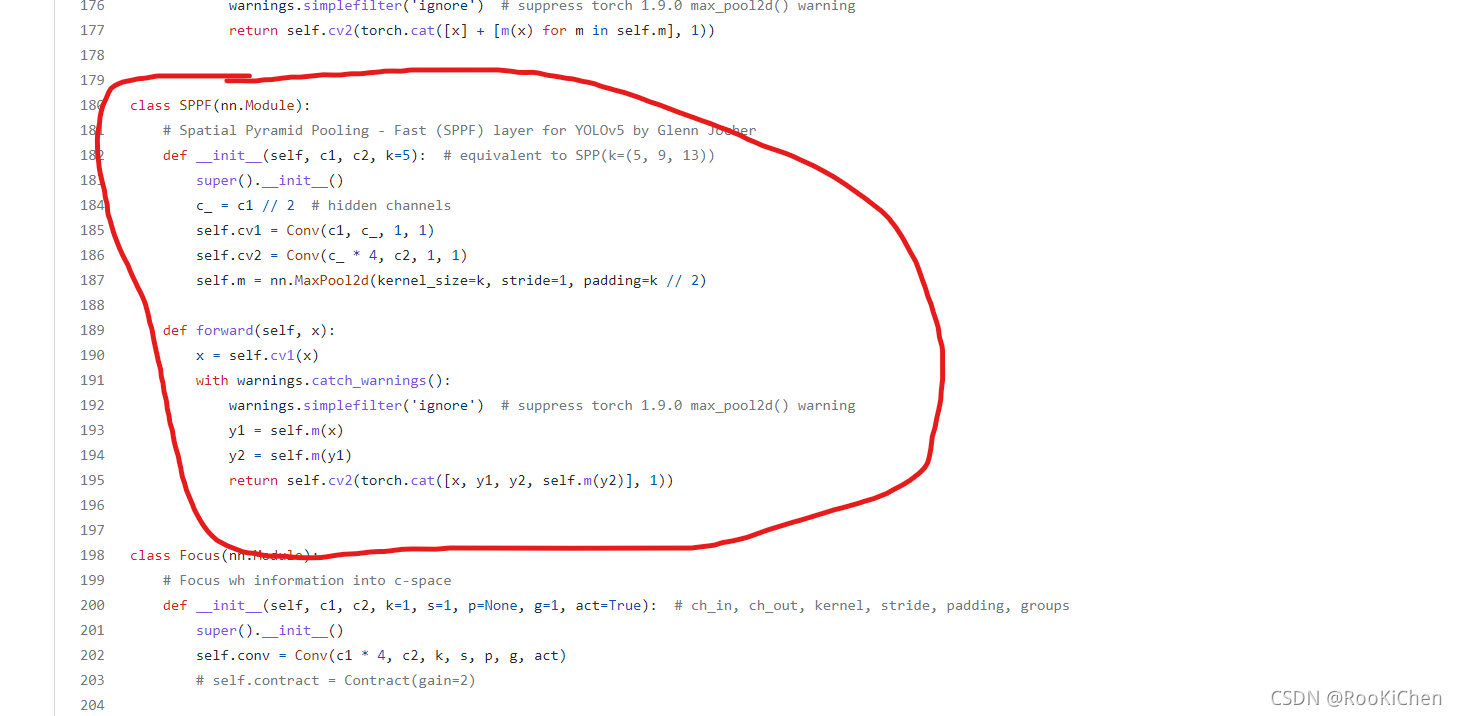 176 warnings.simplefilter('ignore')  # suppress torch 1.9.0 max_pool2d() warning
177 return self.cv2(torch.cat([x] + [m(x) for m in self.m], 1))
178
179
180 class SPPF(nn.Module):
181 # Spatial Pyramid Pooling - Fast (SPPF) layer for YOLOv5 by Glenn Jocher
182 def __init__(self, c1, c2, k=5):  # equivalent to SPP(k=(5, 9, 13))
183 super().__init__()
184 c_ = c1 // 2  # hidden channels
185 self.cv1 = Conv(c1, c_, 1, 1)
186 self.cv2 = Conv(c_ * 4, c2, 1, 1)
187 self.m = nn.MaxPool2d(kernel_size=k, stride=1, padding=k // 2)
188
189 def forward(self, x):
190 x = self.cv1(x)
191 with warnings.catch_warnings():
192 warnings.simplefilter('ignore')  # suppress torch 1.9.0 max_pool2d() warning
193 y1 = self.m(x)
194 y2 = self.m(y1)
195 return self.cv2(torch.cat([x, y1, y2, self.m(y2)], 1))
196
197
198 class Focus(nn.Module):
199 # Focus wh information into c-space
200 def __init__(self, c1, c2, k=1, s=1, p=None, g=1, act=True):  # ch_in, ch_out, kernel, stride, padding, groups
201 super().__init__()
202 self.conv = Conv(c1 * 4, c2, k, s, p, g, act)
203 # self.contract = Contract(gain=2)
204
CSDN @RooKiChen